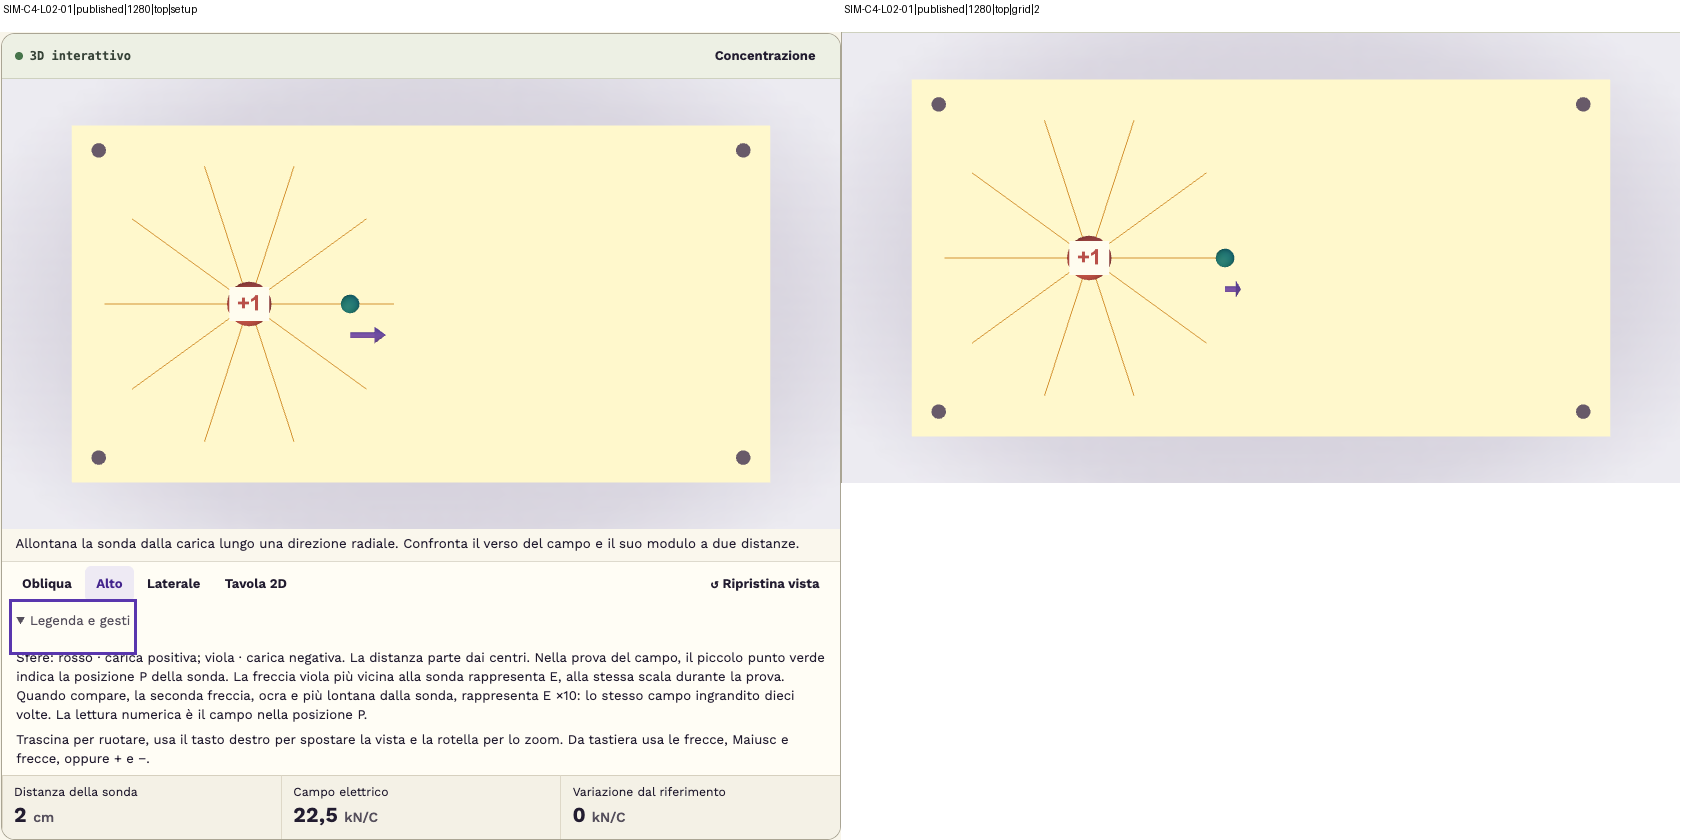 SIM-C4-L02-01|published|1280|top|setup
SIM-C4-L02-01|published|1280|top|grid|2
3D interattivo
Concentrazione
+1
+1
Allontana la sonda dalla carica lungo una direzione radiale. Confronta il verso del campo e il suo modulo a due distanze.
Obliqua Alto Laterale Tavola 2D
↺ Ripristina vista
▼ Legenda e gesti
Sfere: rosso · carica positiva; viola · carica negativa. La distanza parte dai centri. Nella prova del campo, il piccolo punto verde
indica la posizione P della sonda. La freccia viola più vicina alla sonda rappresenta E, alla stessa scala durante la prova.
Quando compare, la seconda freccia, ocra e più lontana dalla sonda, rappresenta E ×10: lo stesso campo ingrandito dieci
volte. La lettura numerica è il campo nella posizione P.
Trascina per ruotare, usa il tasto destro per spostare la vista e la rotella per lo zoom. Da tastiera usa le frecce, Maiusc e
frecce, oppure + e −.
Distanza della sonda
2 cm
Campo elettrico
22,5 kN/C
Variazione dal riferimento
0 kN/C